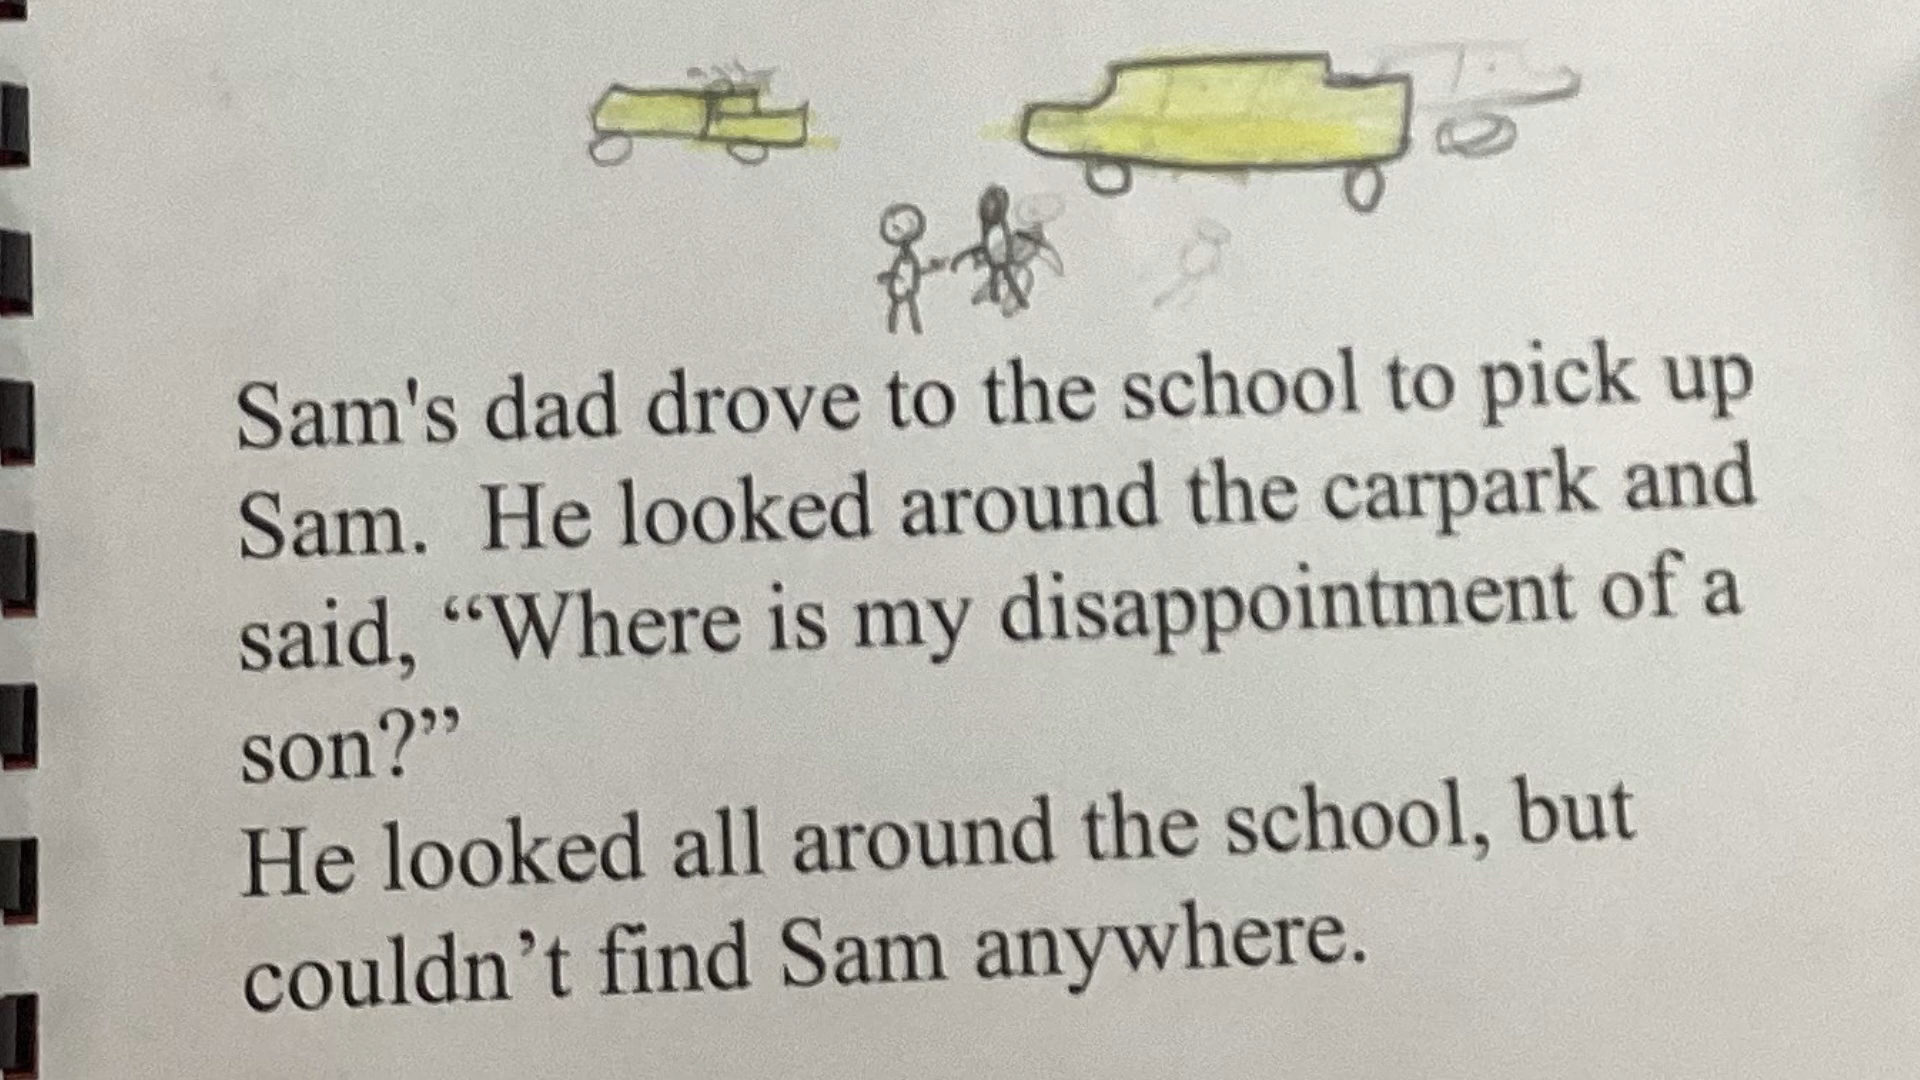 Sam's dad drove to the school to pick up
Sam.  He looked around the carpark and
said, “Where is my disappointment of a
son?”
He looked all around the school, but
couldn’t find Sam anywhere.